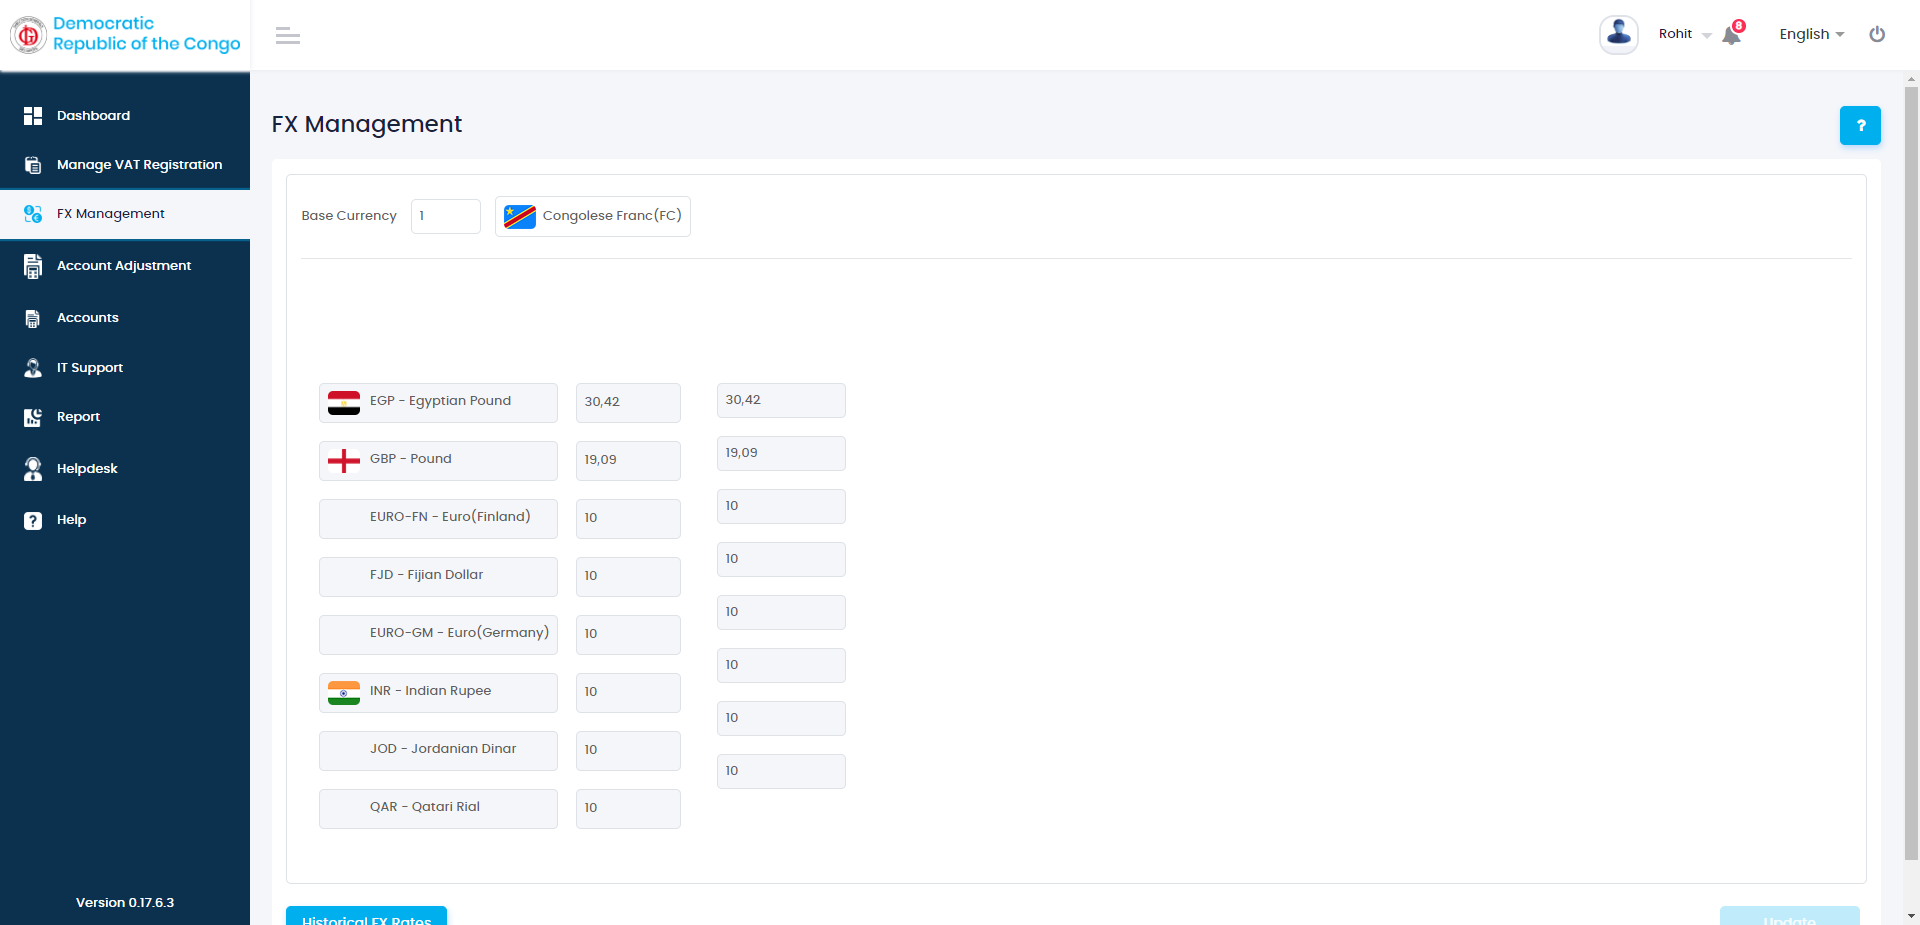 Democratic
Republic of the Congo
Rohit
8
English
Dashboard
Manage VAT Registration
FX Management
Account Adjustment
Accounts
IT Support
Report
Helpdesk
? Help
Version 0.17.6.3
FX Management
?
Base Currency 1 Congolese Franc(FC)
EGP - Egyptian Pound 30,42 30,42
GBP - Pound 19,09 19,09
EURO-FN - Euro(Finland) 10 10
FJD - Fijian Dollar 10 10
EURO-GM - Euro(Germany) 10 10
INR - Indian Rupee 10 10
JOD - Jordanian Dinar 10 10
QAR - Qatari Rial 10 10
Historical FX Rates
Update